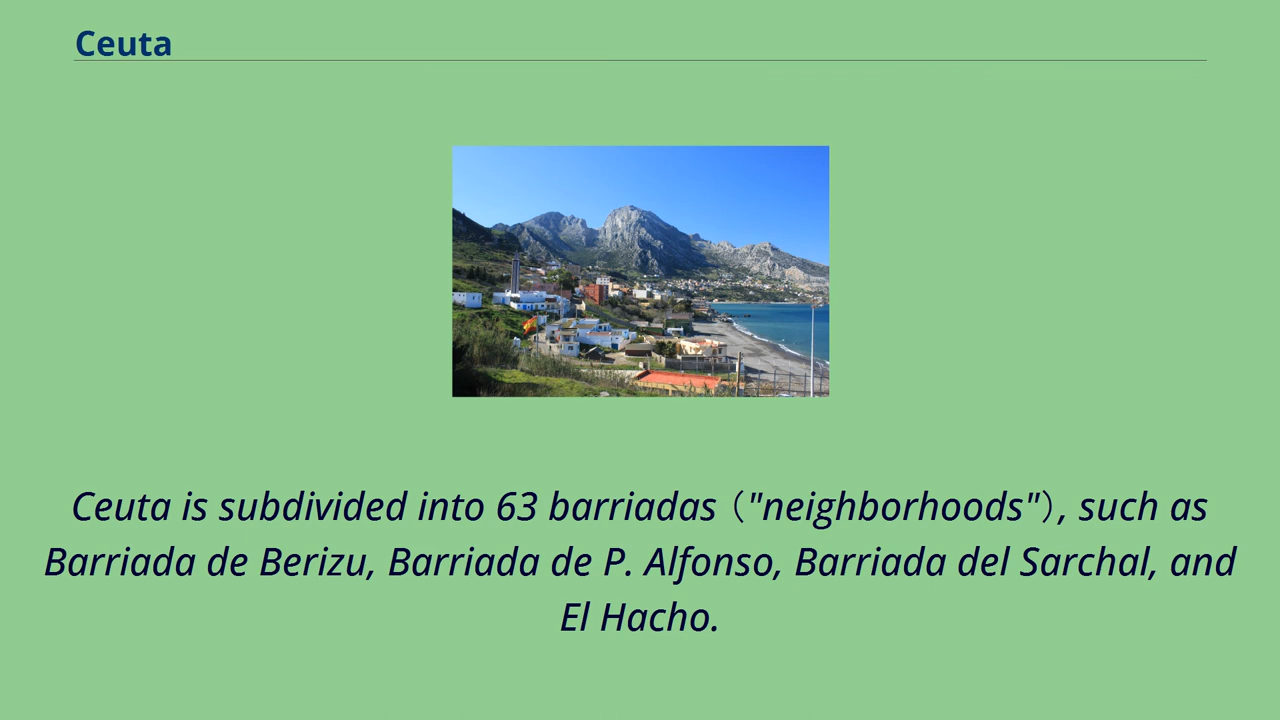 Ceuta
Ceuta is subdivided into 63 barriadas（"neighborhoods"）, such as
Barriada de Berizu, Barriada de P. Alfonso, Barriada del Sarchal, and
El Hacho.